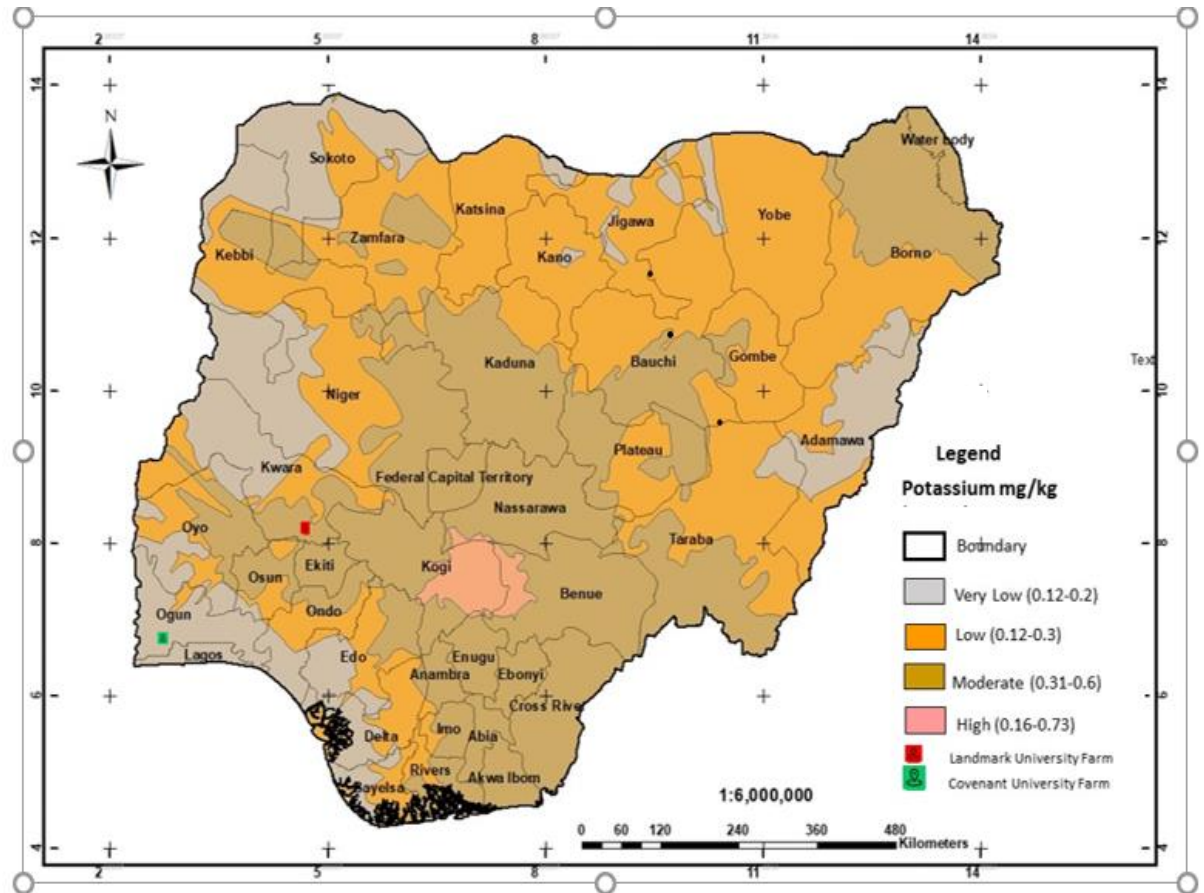 2 5 8 11 14
14 14
N
Water body
Sokoto
Katsina
Jigawa Yobe
12 Zamfara 12
Kebbi Kano Borno
Kaduna Bauchi Gombe
Tex
10 Niger 10
Plateau Adamawa
Kwara
Federal Capital Territory
Nassarawa
Oyo Taraba
8 8
Osun Ekiti Kogi
Benue
Ogun Ondo
Lagos Edo Enugu
Anambra Ebonyi
6 Cross Rive 6
Delta Imo Abia
Rivers
Bayelsa Akwa Ibom
4 4
Legend
Potassium mg/kg
Boundary
Very Low (0.12-0.2)
Low (0.12-0.3)
Moderate (0.31-0.6)
High (0.16-0.73)
Landmark University Farm
Covenant University Farm
1:6,000,000
0 60 120 240 360 480
Kilometers
2 5 8 11 14